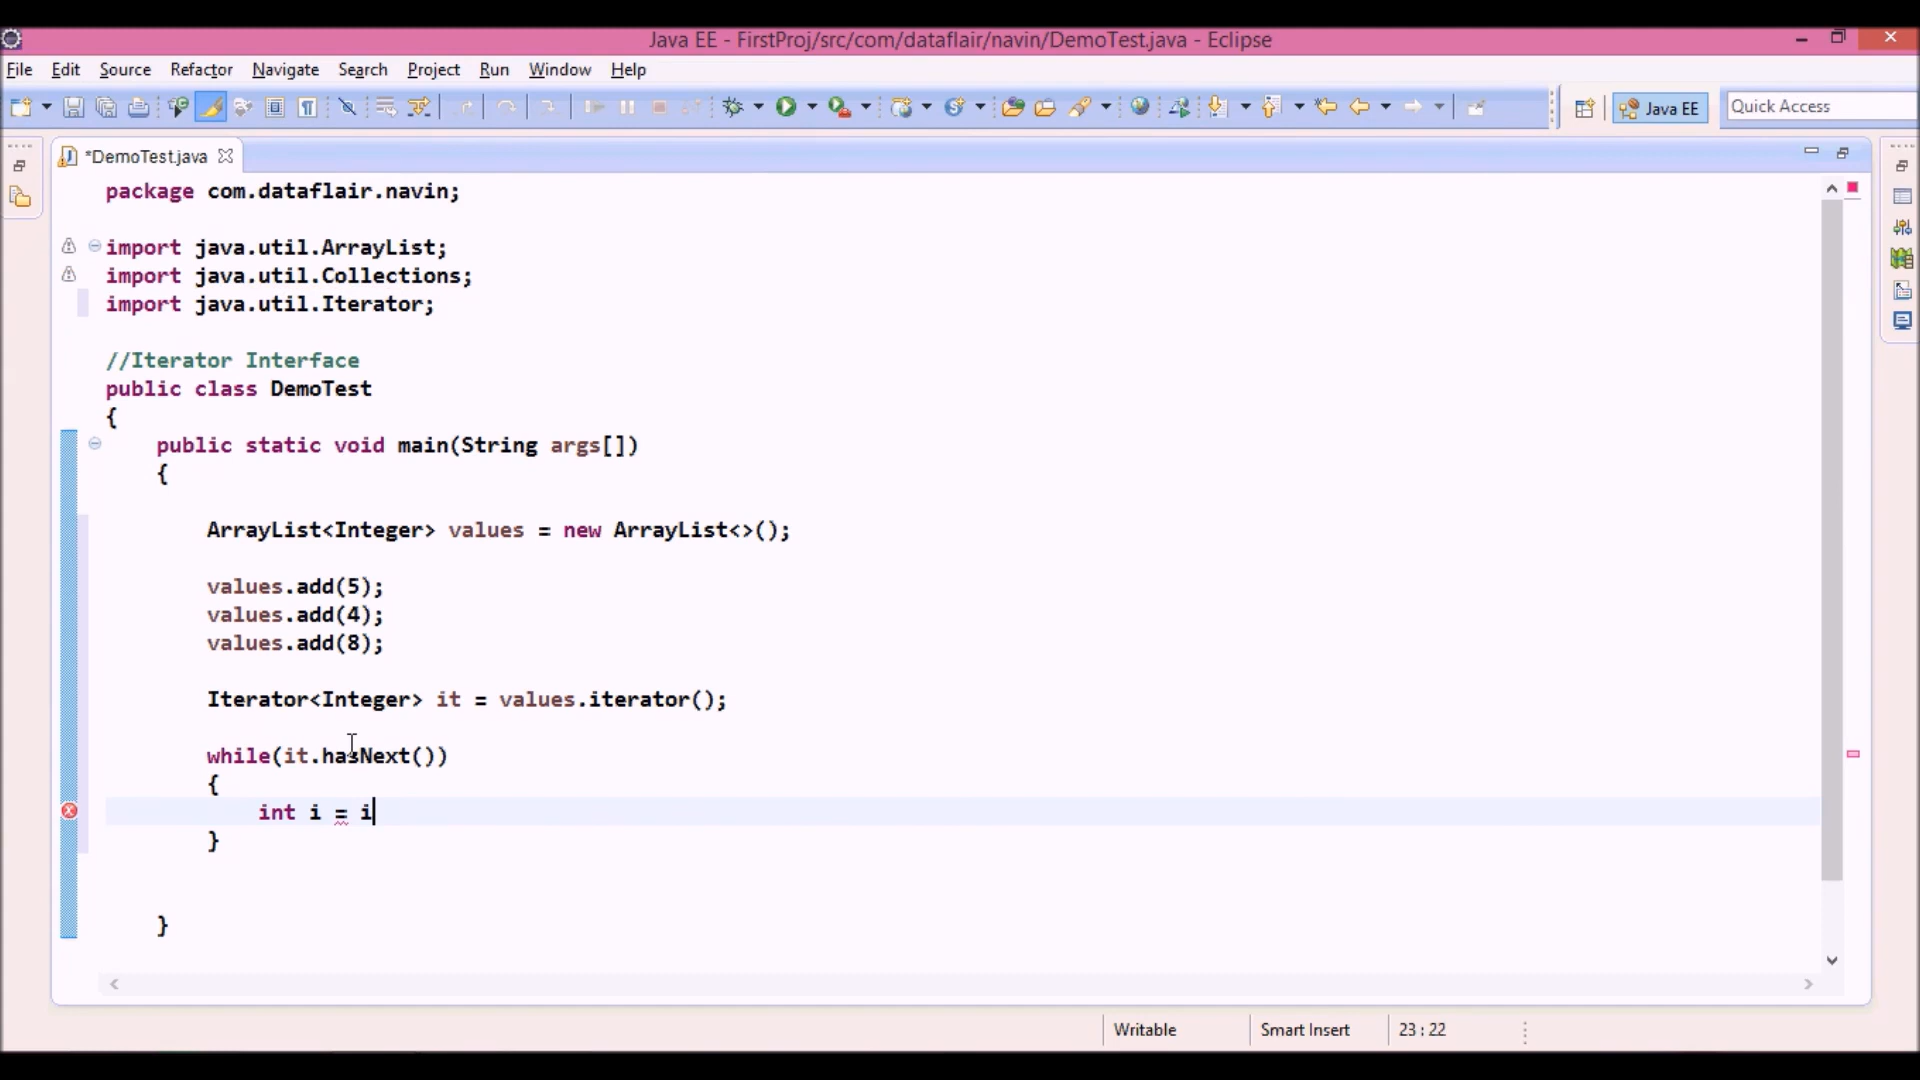 Java EE - FirstProj/src/com/dataflair/navin/DemoTest.java - Eclipse
File Edit Source Refactor Navigate Search Project Run Window Help
Java EE Quick Access
*DemoTest.java
package com.dataflair.navin;
import java.util.ArrayList;
import java.util.Collections;
import java.util.Iterator;
//Iterator Interface
public class DemoTest
{
public static void main(String args[])
{
ArrayList<Integer> values = new ArrayList<>();
values.add(5);
values.add(4);
values.add(8);
Iterator<Integer> it = values.iterator();
while(it.hasNext())
{
int i = i
}
}
Writable Smart Insert 23 : 22